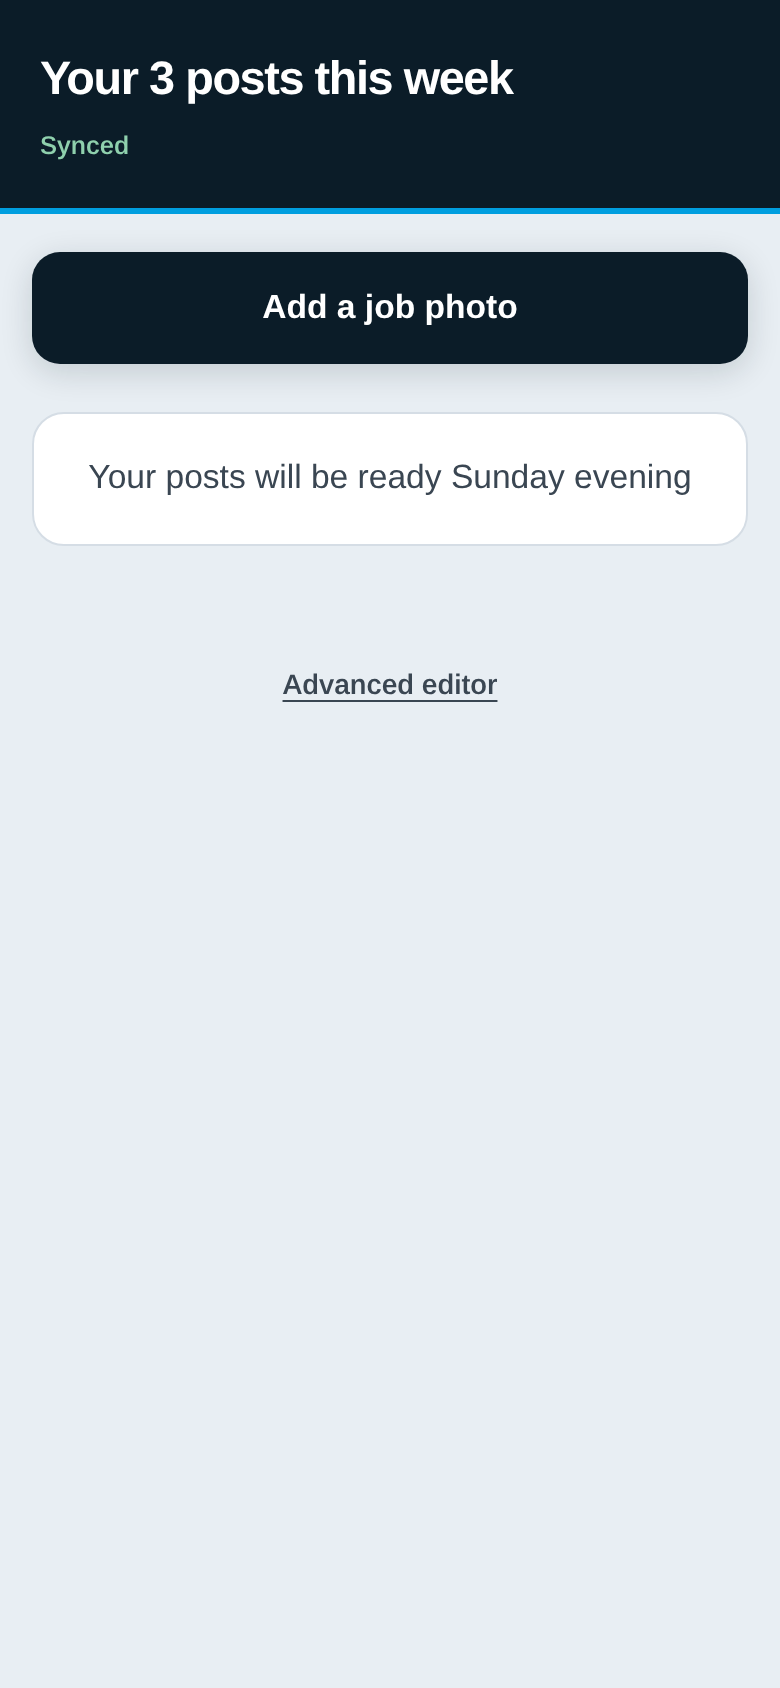 Your 3 posts this week
Synced
Add a job photo
Your posts will be ready Sunday evening
Advanced editor